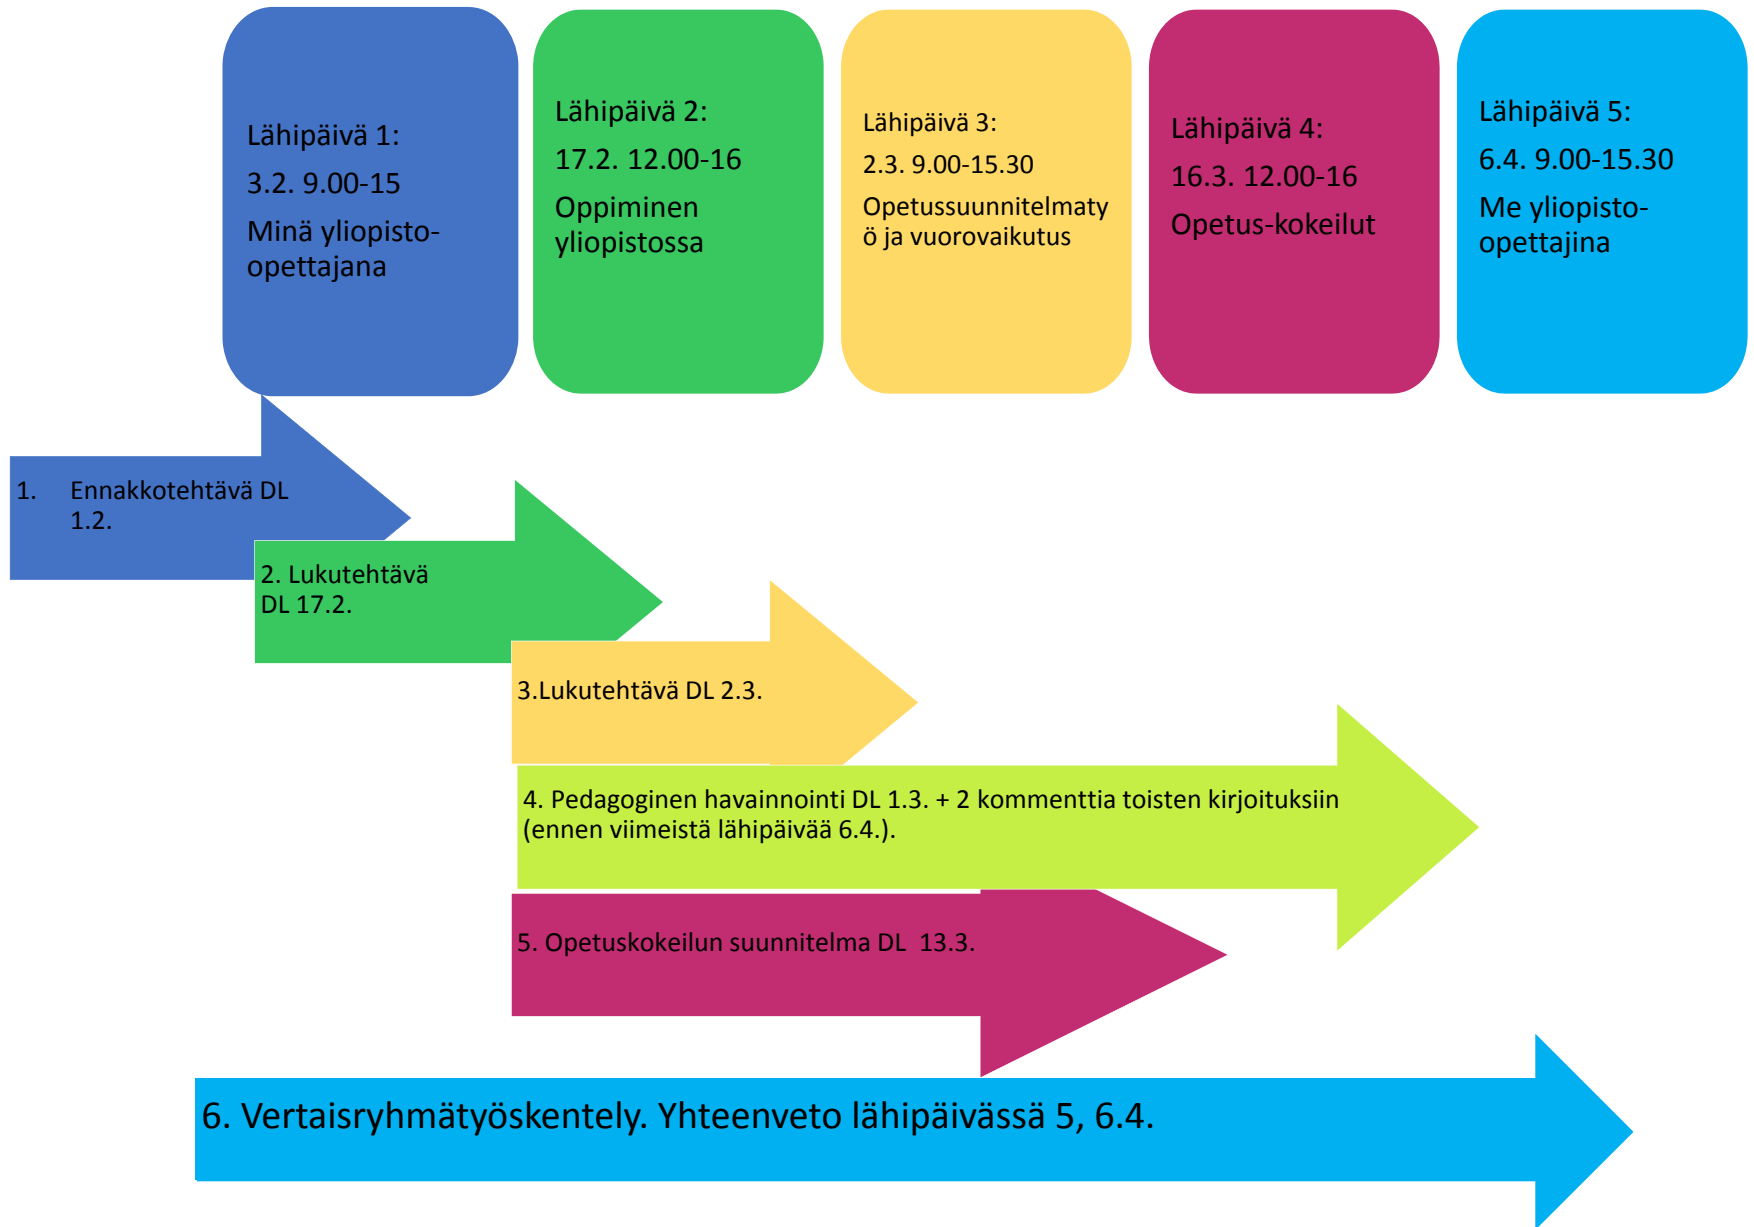 Lähipäivä 1:
3.2. 9.00-15
Minä yliopisto-
opettajana
Lähipäivä 2:
17.2. 12.00-16
Oppiminen
yliopistossa
Lähipäivä 3:
2.3. 9.00-15.30
Opetussuunnitelmaty
ö ja vuorovaikutus
Lähipäivä 4:
16.3. 12.00-16
Opetus-kokeilut
Lähipäivä 5:
6.4. 9.00-15.30
Me yliopisto-
opettajina
1. Ennakkotehtävä DL
1.2.
2. Lukutehtävä
DL 17.2.
3.Lukutehtävä DL 2.3.
4. Pedagoginen havainnointi DL 1.3. + 2 kommenttia toisten kirjoituksiin
(ennen viimeistä lähipäivää 6.4.).
5. Opetuskokeilun suunnitelma DL 13.3.
6. Vertaisryhmätyöskentely. Yhteenveto lähipäivässä 5, 6.4.